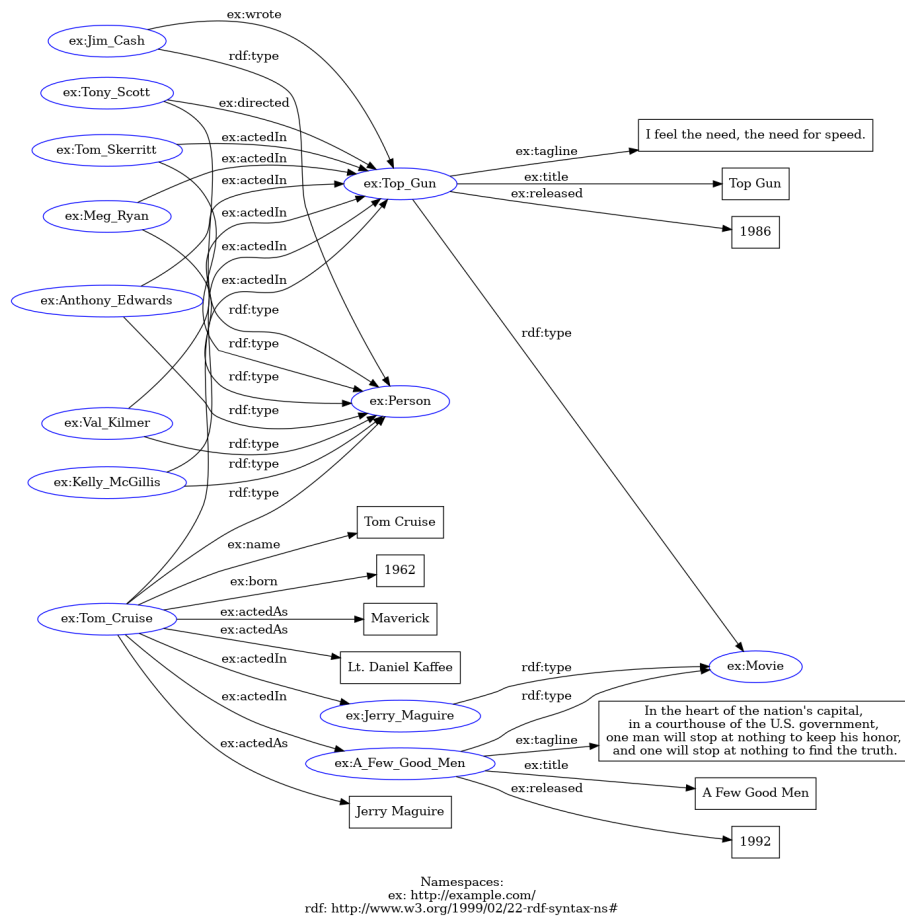 ex:wrote
ex:Jim_Cash
rdf:type
ex:Tony_Scott
ex:directed
I feel the need, the need for speed.
ex:actedIn
ex:Tom_Skerritt
ex:tagline
ex:actedIn
ex:actedIn
ex:title
ex:Top_Gun
Top Gun
ex:released
ex:Meg_Ryan
ex:actedIn
1986
ex:actedIn
ex:actedIn
ex:Anthony_Edwards
rdf:type
rdf:type
rdf:type
rdf:type
ex:Person
rdf:type
ex:Val_Kilmer
rdf:type
rdf:type
ex:Kelly_McGillis
rdf:type
Tom Cruise
ex:name
1962
ex:born
ex:actedAs
Maverick
ex:Tom_Cruise
ex:actedAs
Lt. Daniel Kaffee
ex:actedIn
rdf:type
ex:Movie
ex:actedIn
rdf:type
ex:Jerry_Maguire
In the heart of the nation's capital,
in a courthouse of the U.S. government,
one man will stop at nothing to keep his honor,
and one will stop at nothing to find the truth.
ex:actedAs
ex:tagline
ex:A_Few_Good_Men
ex:title
ex:released
A Few Good Men
Jerry Maguire
1992
Namespaces:
ex: http://example.com/
rdf: http://www.w3.org/1999/02/22-rdf-syntax-ns#